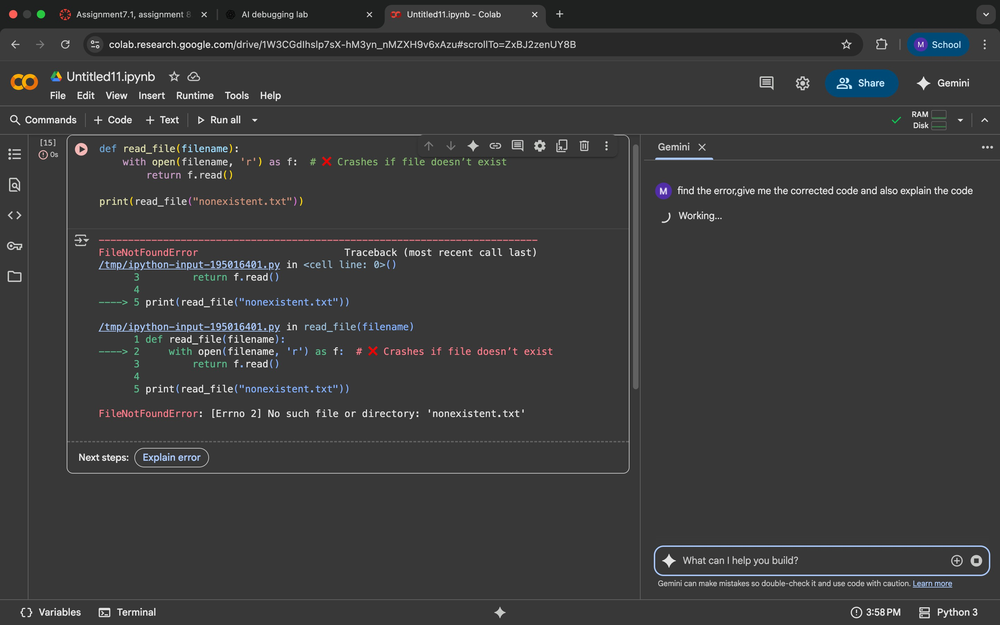 Assignment7.1, assignment 8
AI debugging lab
Untitled11.ipynb - Colab
colab.research.google.com/drive/1W3CGdIhslp7sX-hM3yn_nMZXH9v6xAzu#scrollTo=ZxBJ2zenUY8B
M School
Untitled11.ipynb
File Edit View Insert Runtime Tools Help
Share
Gemini
Commands + Code + Text Run all
RAM
Disk
[15]
0s
def read_file(filename):
    with open(filename, 'r') as f:  # ❌ Crashes if file doesn’t exist
        return f.read()
print(read_file("nonexistent.txt"))
---------------------------------------------------------------------------
FileNotFoundError                         Traceback (most recent call last)
/tmp/ipython-input-195016401.py in <cell line: 0>()
      3         return f.read()
      4
----> 5 print(read_file("nonexistent.txt"))
/tmp/ipython-input-195016401.py in read_file(filename)
      1 def read_file(filename):
----> 2     with open(filename, 'r') as f:  # ❌ Crashes if file doesn’t exist
      3         return f.read()
      4
      5 print(read_file("nonexistent.txt"))
FileNotFoundError: [Errno 2] No such file or directory: 'nonexistent.txt'
Next steps: Explain error
Gemini
M find the error,give me the corrected code and also explain the code
Working...
What can I help you build?
Gemini can make mistakes so double-check it and use code with caution. Learn more
{} Variables
Terminal
3:58 PM
Python 3